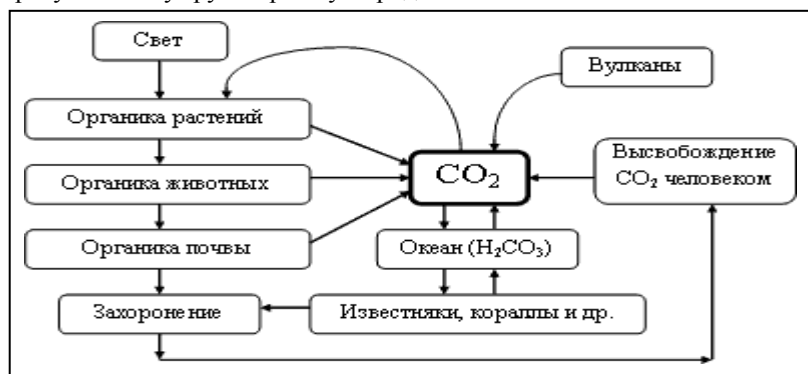 Свет
Вулканы
Органика растений
Органика животных
CO₂
Высвобождение
CO₂ человеком
Органика почвы
Океан (H₂CO₃)
Захоронение
Известняки, кораллы и др.